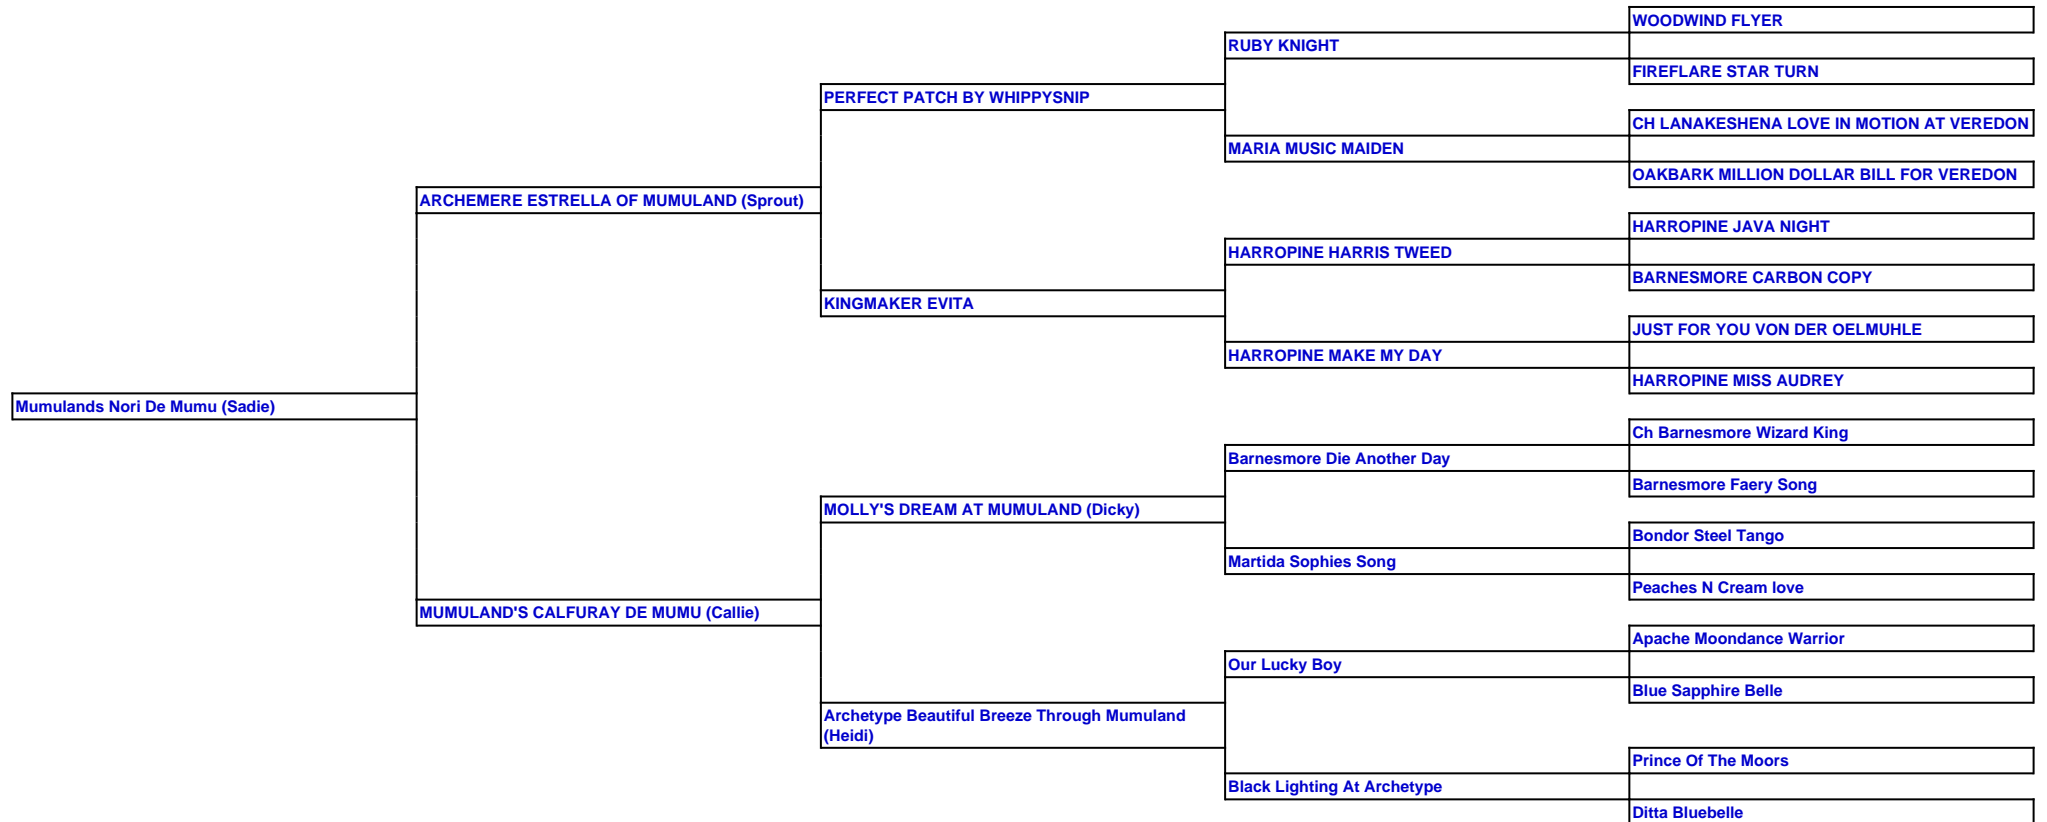 WOODWIND FLYER
RUBY KNIGHT
FIREFLARE STAR TURN
PERFECT PATCH BY WHIPPYSNIP
CH LANAKESHENA LOVE IN MOTION AT VEREDON
MARIA MUSIC MAIDEN
OAKBARK MILLION DOLLAR BILL FOR VEREDON
ARCHEMERE ESTRELLA OF MUMULAND (Sprout)
HARROPINE JAVA NIGHT
HARROPINE HARRIS TWEED
BARNESMORE CARBON COPY
KINGMAKER EVITA
JUST FOR YOU VON DER OELMUHLE
HARROPINE MAKE MY DAY
HARROPINE MISS AUDREY
Mumulands Nori De Mumu (Sadie)
Ch Barnesmore Wizard King
Barnesmore Die Another Day
Barnesmore Faery Song
MOLLY'S DREAM AT MUMULAND (Dicky)
Bondor Steel Tango
Martida Sophies Song
Peaches N Cream love
MUMULAND'S CALFURAY DE MUMU (Callie)
Apache Moondance Warrior
Our Lucky Boy
Blue Sapphire Belle
Archetype Beautiful Breeze Through Mumuland
(Heidi)
Prince Of The Moors
Black Lighting At Archetype
Ditta Bluebelle